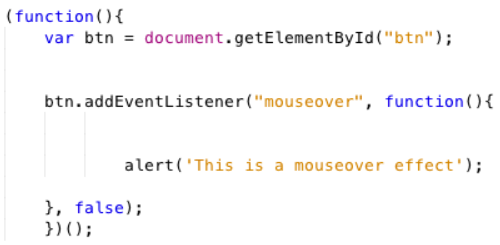 (function(){
    var btn = document.getElementById("btn");
    btn.addEventListener("mouseover", function(){
            alert('This is a mouseover effect');
    }, false);
    })();